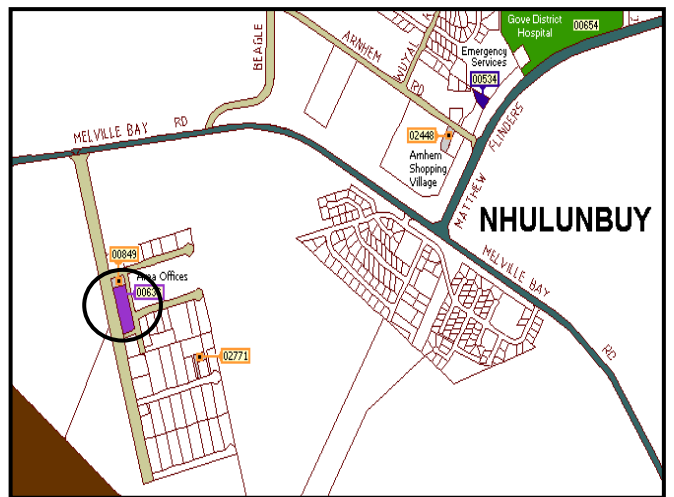 Gove District
Hospital
00654
BEAGLE
ARNHEM
RD
NUYAL
Emergency
Services
00534
FLINDERS
MATTHEW
MELVILLE BAY RD
02448
Arnhem
Shopping
Village
NHULUNBUY
MELVILLE BAY
RD
00849
Area Offices
02771